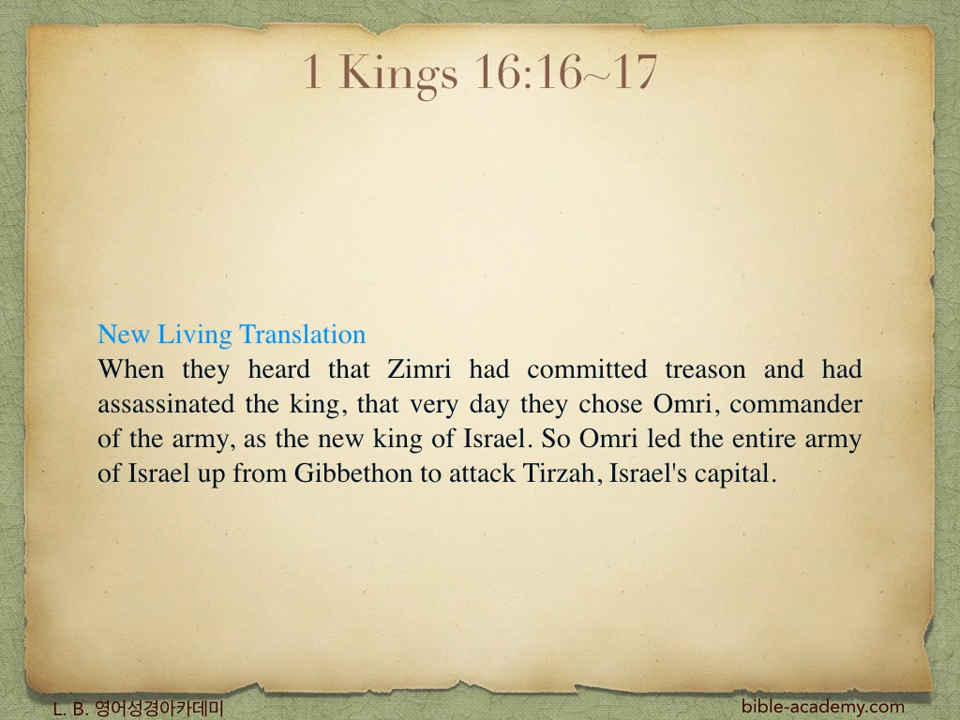 1 Kings 16:16~17
New Living Translation
When they heard that Zimri had committed treason and had
assassinated the king, that very day they chose Omri, commander
of the army, as the new king of Israel. So Omri led the entire army
of Israel up from Gibbethon to attack Tirzah, Israel's capital.
L. B. 영어성경아카데미
bible-academy.com